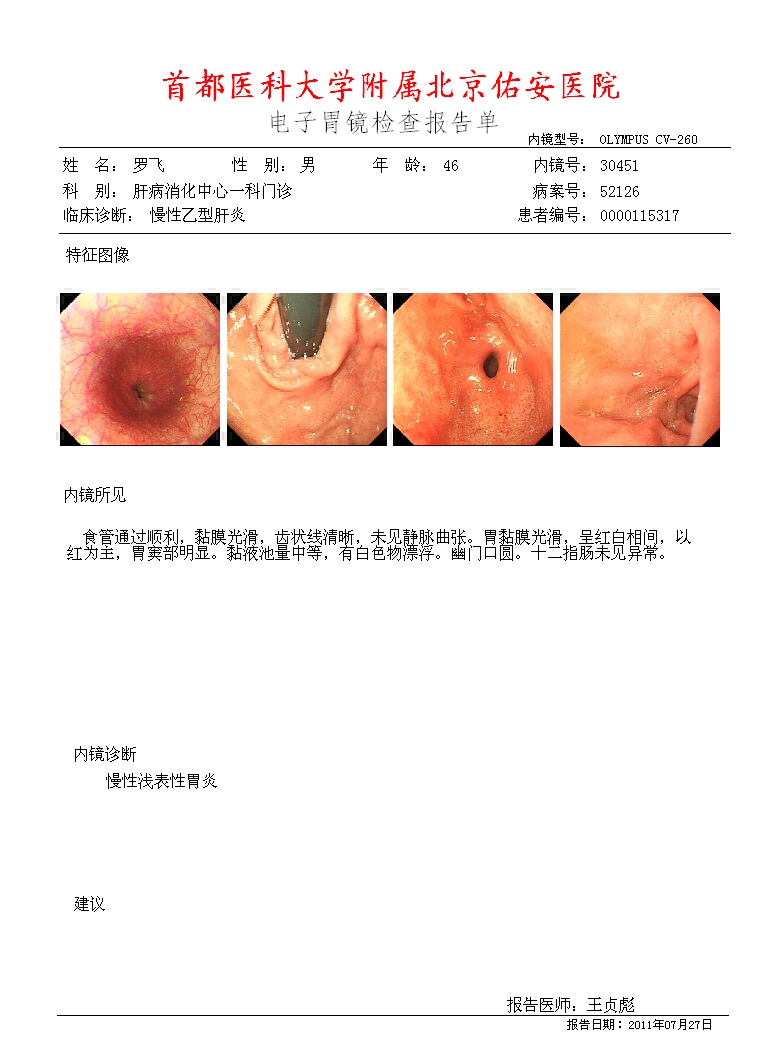 首都医科大学附属北京佑安医院
电子胃镜检查报告单
内镜型号： OLYMPUS CV-260
姓 名： 罗飞 性 别： 男 年 龄： 46 内镜号： 30451
科 别： 肝病消化中心一科门诊 病案号： 52126
临床诊断： 慢性乙型肝炎 患者编号： 0000115317
特征图像
内镜所见
食管通过顺利，黏膜光滑，齿状线清晰，未见静脉曲张。胃黏膜光滑，呈红白相间，以
红为主，胃窦部明显。黏液池量中等，有白色物漂浮。幽门口圆。十二指肠未见异常。
内镜诊断
慢性浅表性胃炎
建议
报告医师： 王贞彪
报告日期： 2011年07月27日